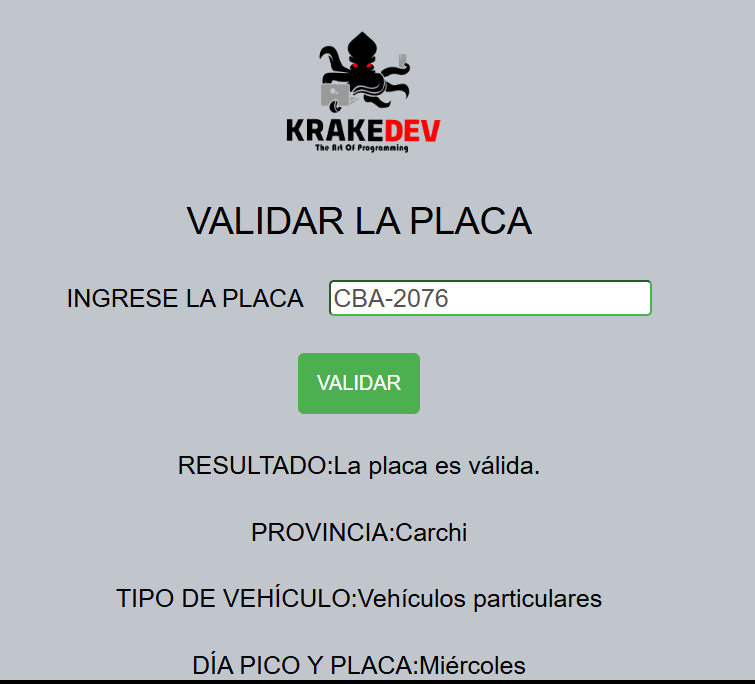 KRAKEDEV
The Art Of Programming
VALIDAR LA PLACA
INGRESE LA PLACA CBA-2076
VALIDAR
RESULTADO:La placa es válida.
PROVINCIA:Carchi
TIPO DE VEHÍCULO:Vehículos particulares
DÍA PICO Y PLACA:Miércoles